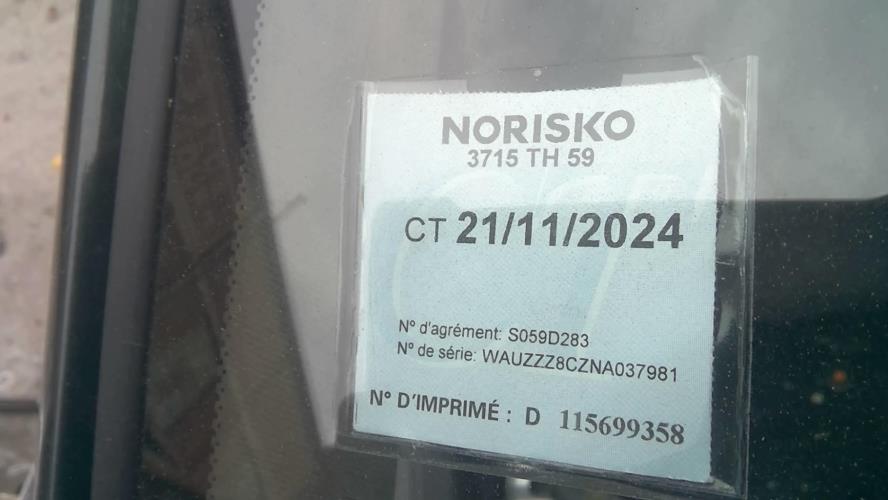 NORISKO
3715 TH 59
CT 21/11/2024
N° d'agrément: S059D283
N° de série: WAUZZZ8CZNA037981
N° D'IMPRIMÉ : D 115699358